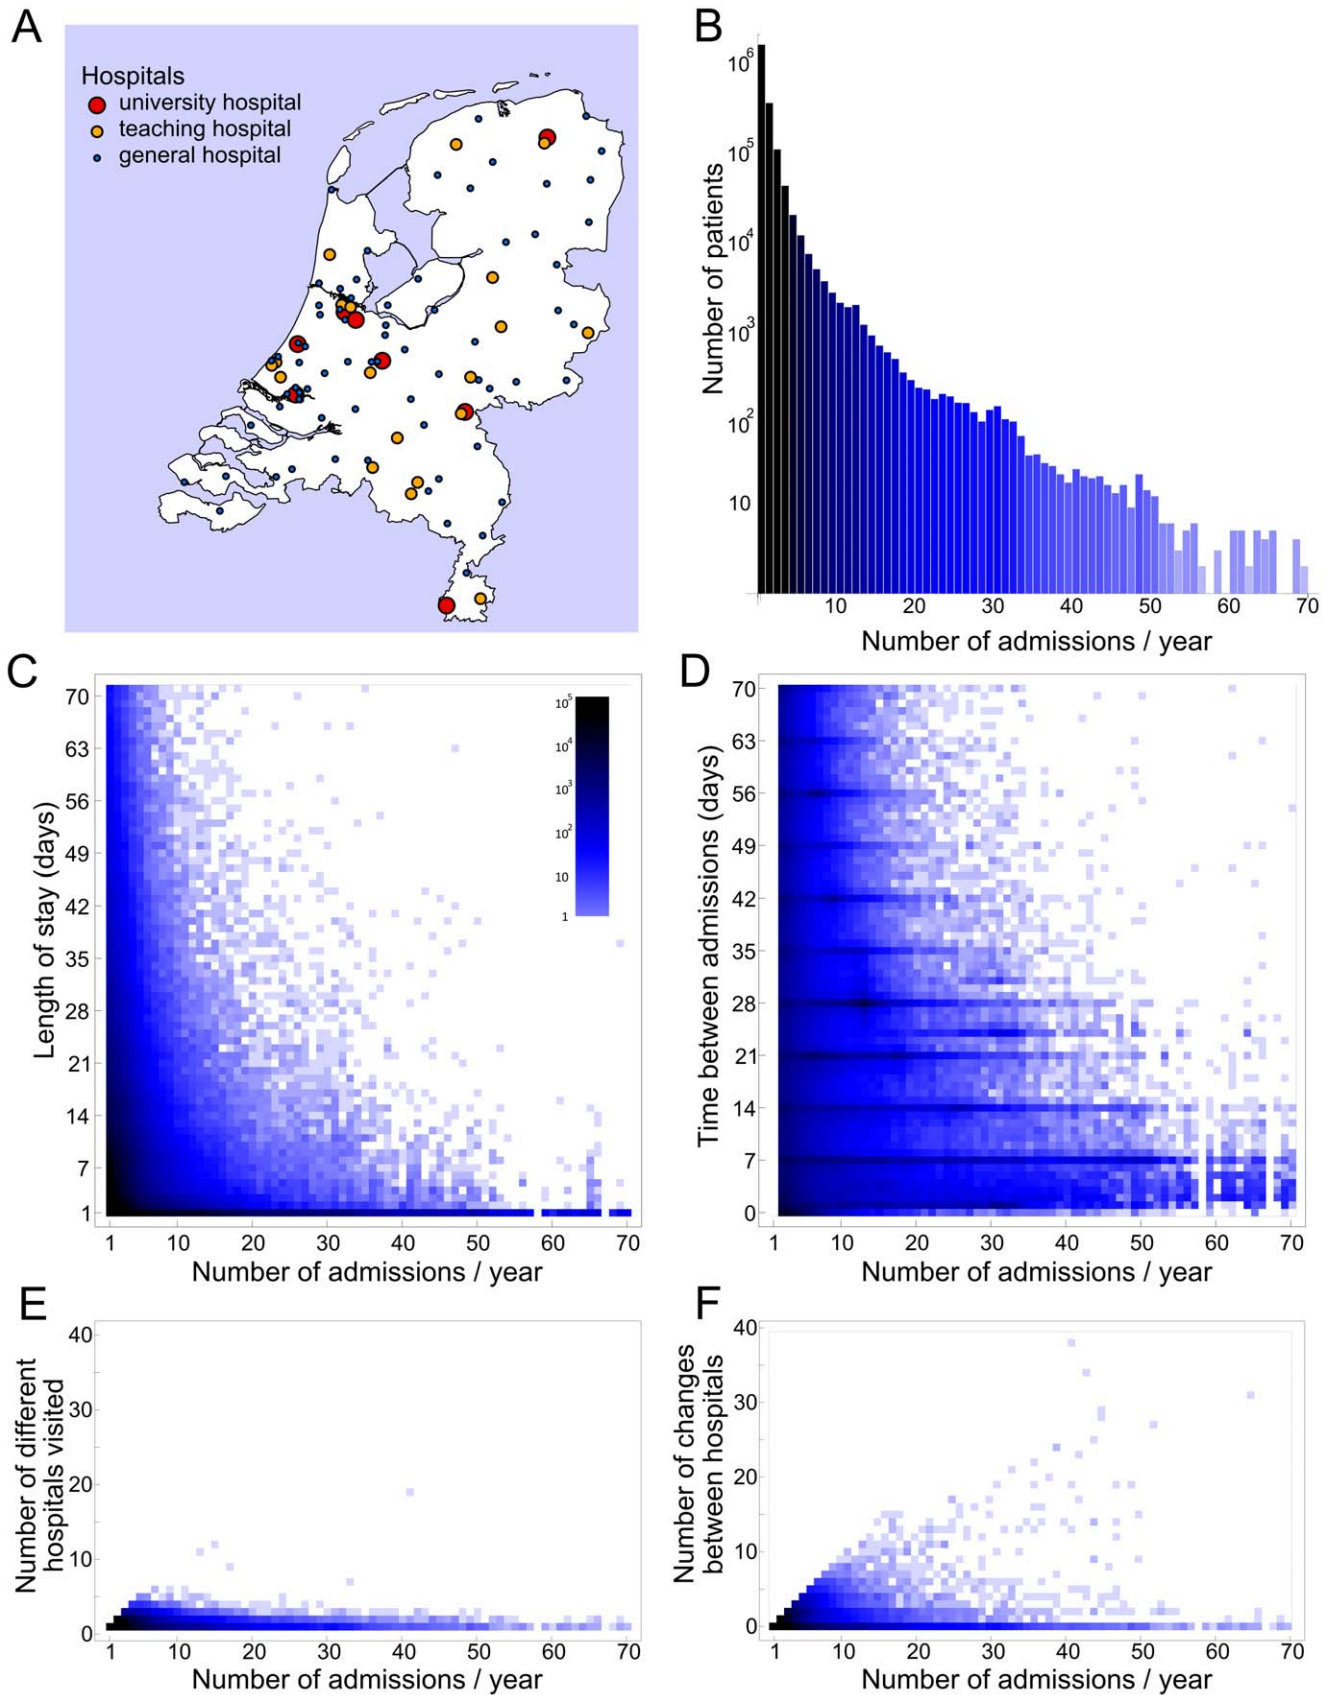 A
Hospitals
university hospital
teaching hospital
general hospital
B
Number of patients
10^6
10^5
10^4
10^3
10^2
10
10 20 30 40 50 60 70
Number of admissions / year
C
Length of stay (days)
70
63
56
49
42
35
28
21
14
7
1
10^5
10^4
10^3
10^2
10
1
1 10 20 30 40 50 60 70
Number of admissions / year
D
Time between admissions (days)
70
63
56
49
42
35
28
21
14
7
0
1 10 20 30 40 50 60 70
Number of admissions / year
E
Number of different
hospitals visited
40
30
20
10
0
1 10 20 30 40 50 60 70
Number of admissions / year
F
Number of changes
between hospitals
40
30
20
10
0
1 10 20 30 40 50 60 70
Number of admissions / year